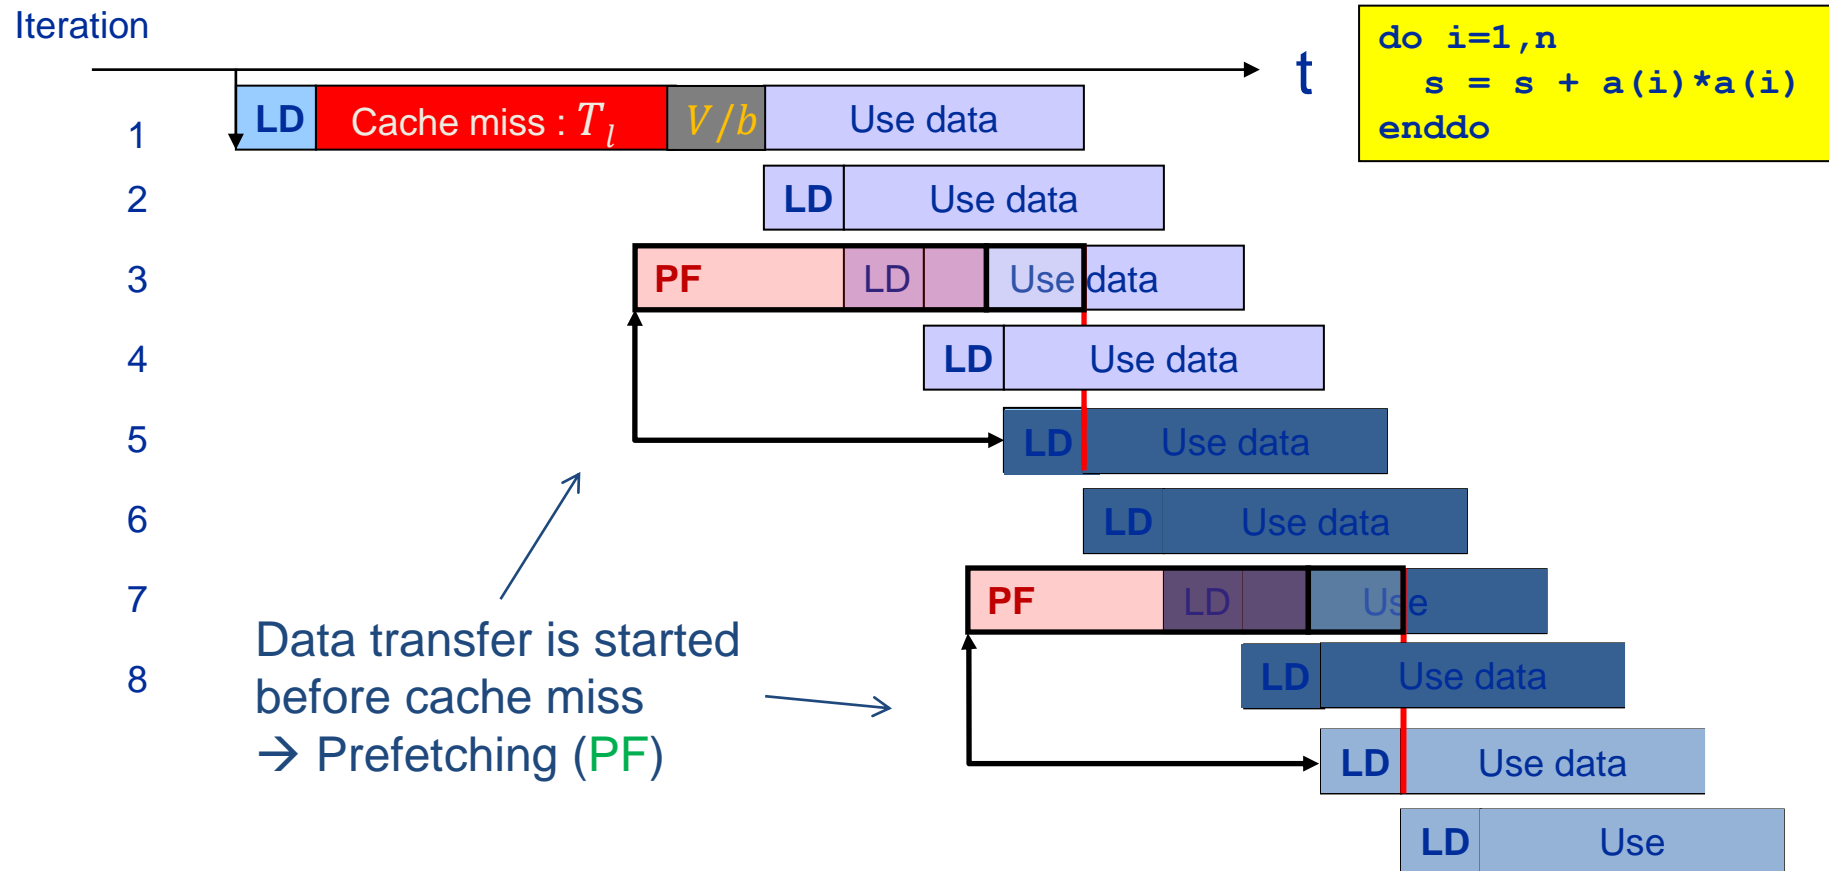 Iteration
t
do i=1,n
s = s + a(i)*a(i)
enddo
1 LD Cache miss : T_l V/b Use data
2 LD Use data
3 PF LD Use data
4 LD Use data
5 LD Use data
6 LD Use data
7 PF LD Use
8 LD Use data
LD Use data
LD Use
Data transfer is started
before cache miss
→ Prefetching (PF)